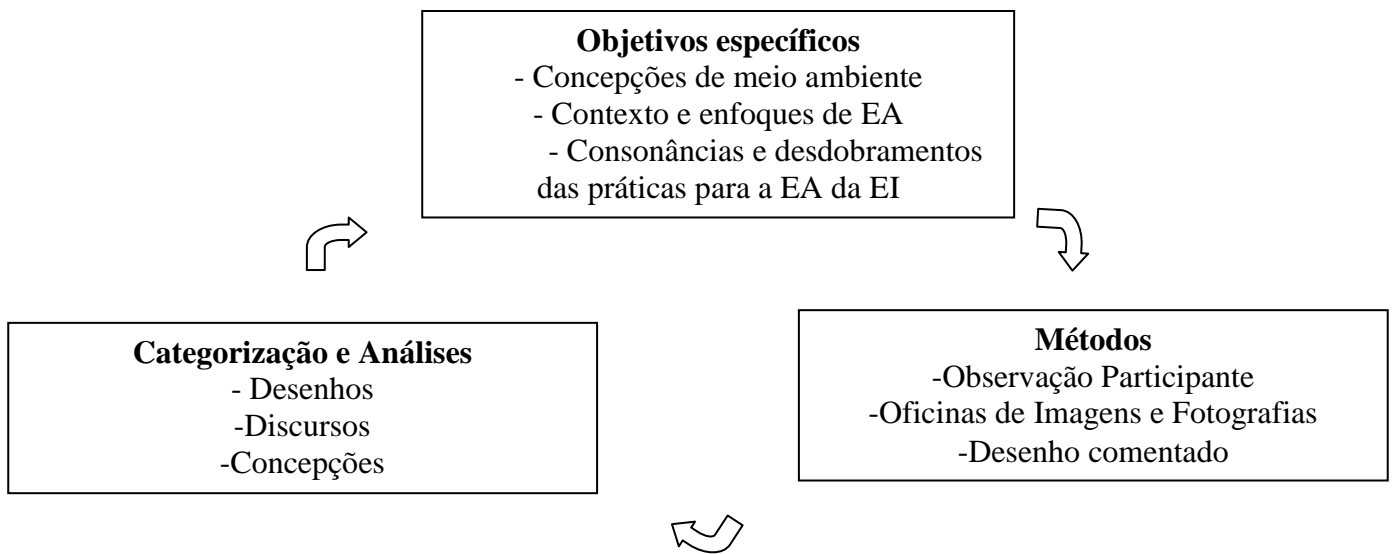 Objetivos específicos
- Concepções de meio ambiente
- Contexto e enfoques de EA
- Consonâncias e desdobramentos
das práticas para a EA da EI
Categorização e Análises
- Desenhos
-Discursos
-Concepções
Métodos
-Observação Participante
-Oficinas de Imagens e Fotografias
-Desenho comentado